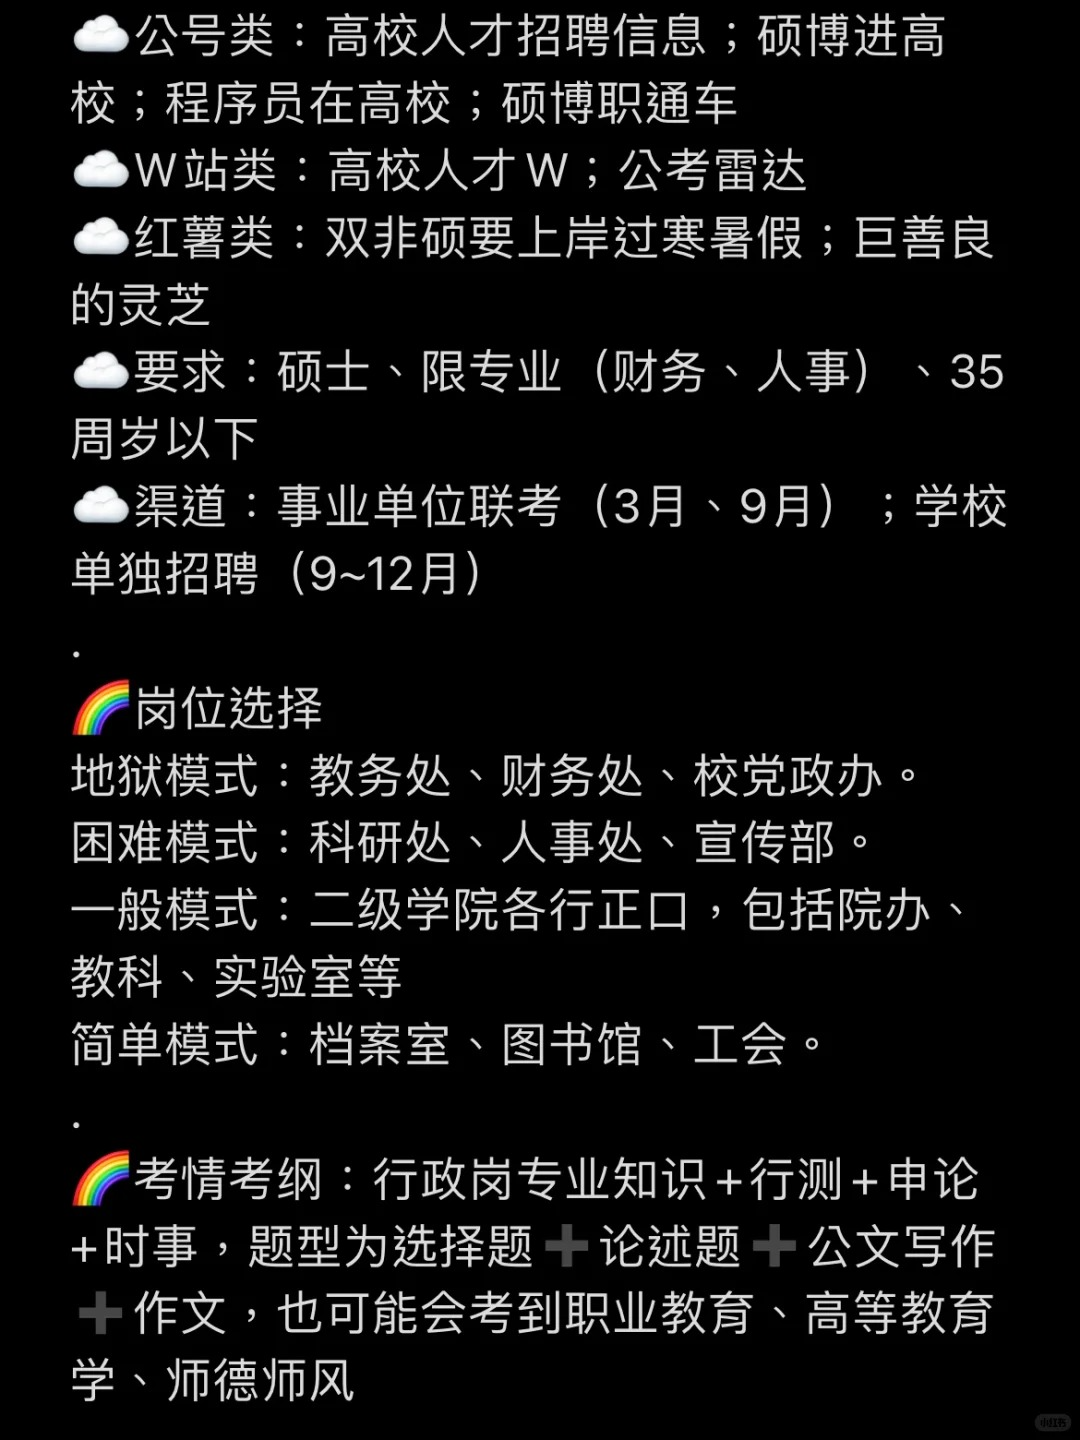 ☁️公号类：高校人才招聘信息；硕博进高
校；程序员在高校；硕博职通车
☁️W站类：高校人才W；公考雷达
☁️红薯类：双非硕要上岸过寒暑假；巨善良
的灵芝
☁️要求：硕士、限专业（财务、人事）、35
周岁以下
☁️渠道：事业单位联考（3月、9月）；学校
单独招聘（9~12月）
.
🌈岗位选择
地狱模式：教务处、财务处、校党政办。
困难模式：科研处、人事处、宣传部。
一般模式：二级学院各行正口，包括院办、
教科、实验室等
简单模式：档案室、图书馆、工会。
.
🌈考情考纲：行政岗专业知识+行测+申论
+时事，题型为选择题➕论述题➕公文写作
➕作文，也可能会考到职业教育、高等教育
学、师德师风
小红书